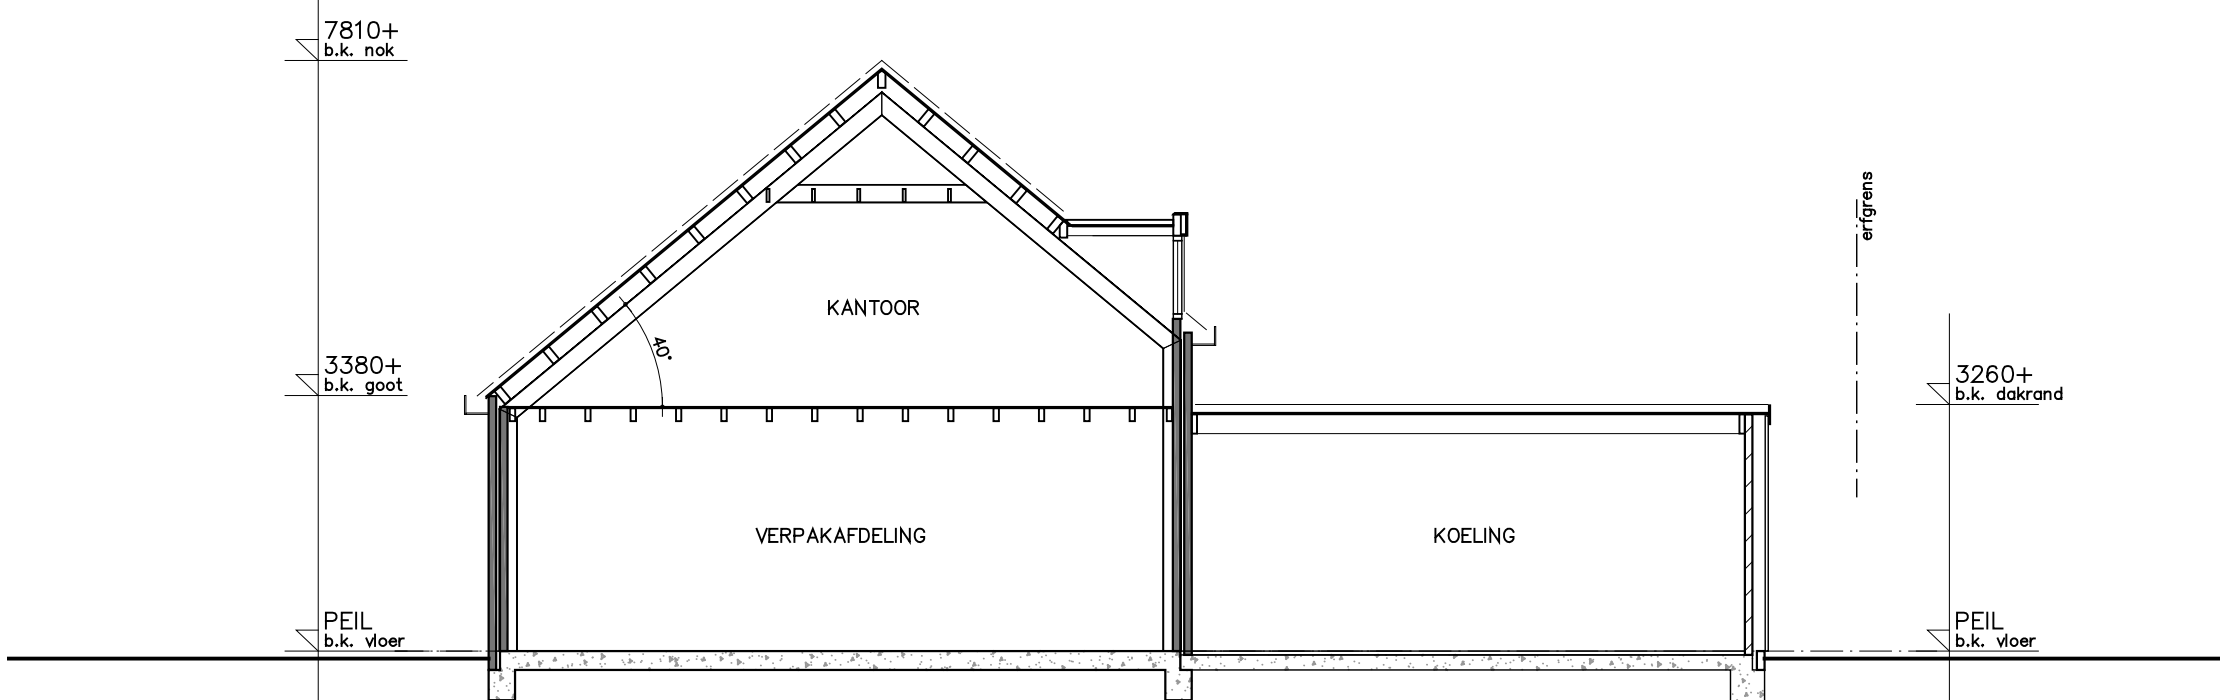 7810+
b.k. nok
erfgrens
KANTOOR
40°
3380+
b.k. goot
3260+
b.k. dakrand
VERPAKAFDELING
KOELING
PEIL
b.k. vloer
PEIL
b.k. vloer